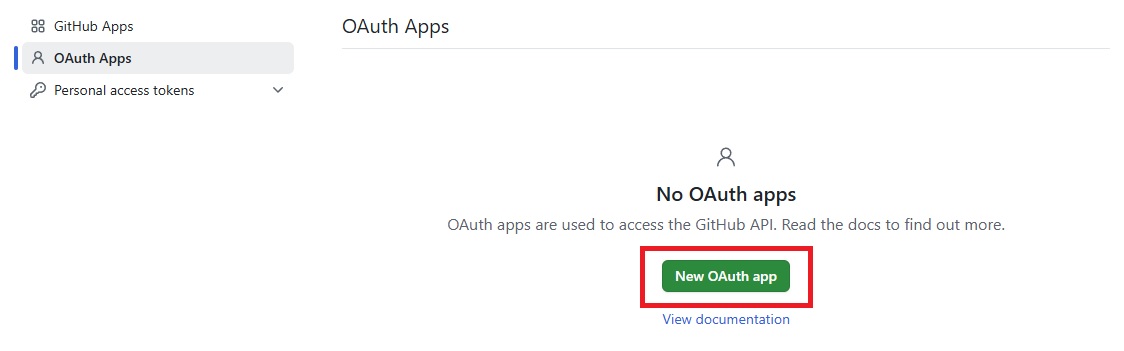 GitHub Apps
OAuth Apps
Personal access tokens
OAuth Apps
No OAuth apps
OAuth apps are used to access the GitHub API. Read the docs to find out more.
New OAuth app
View documentation